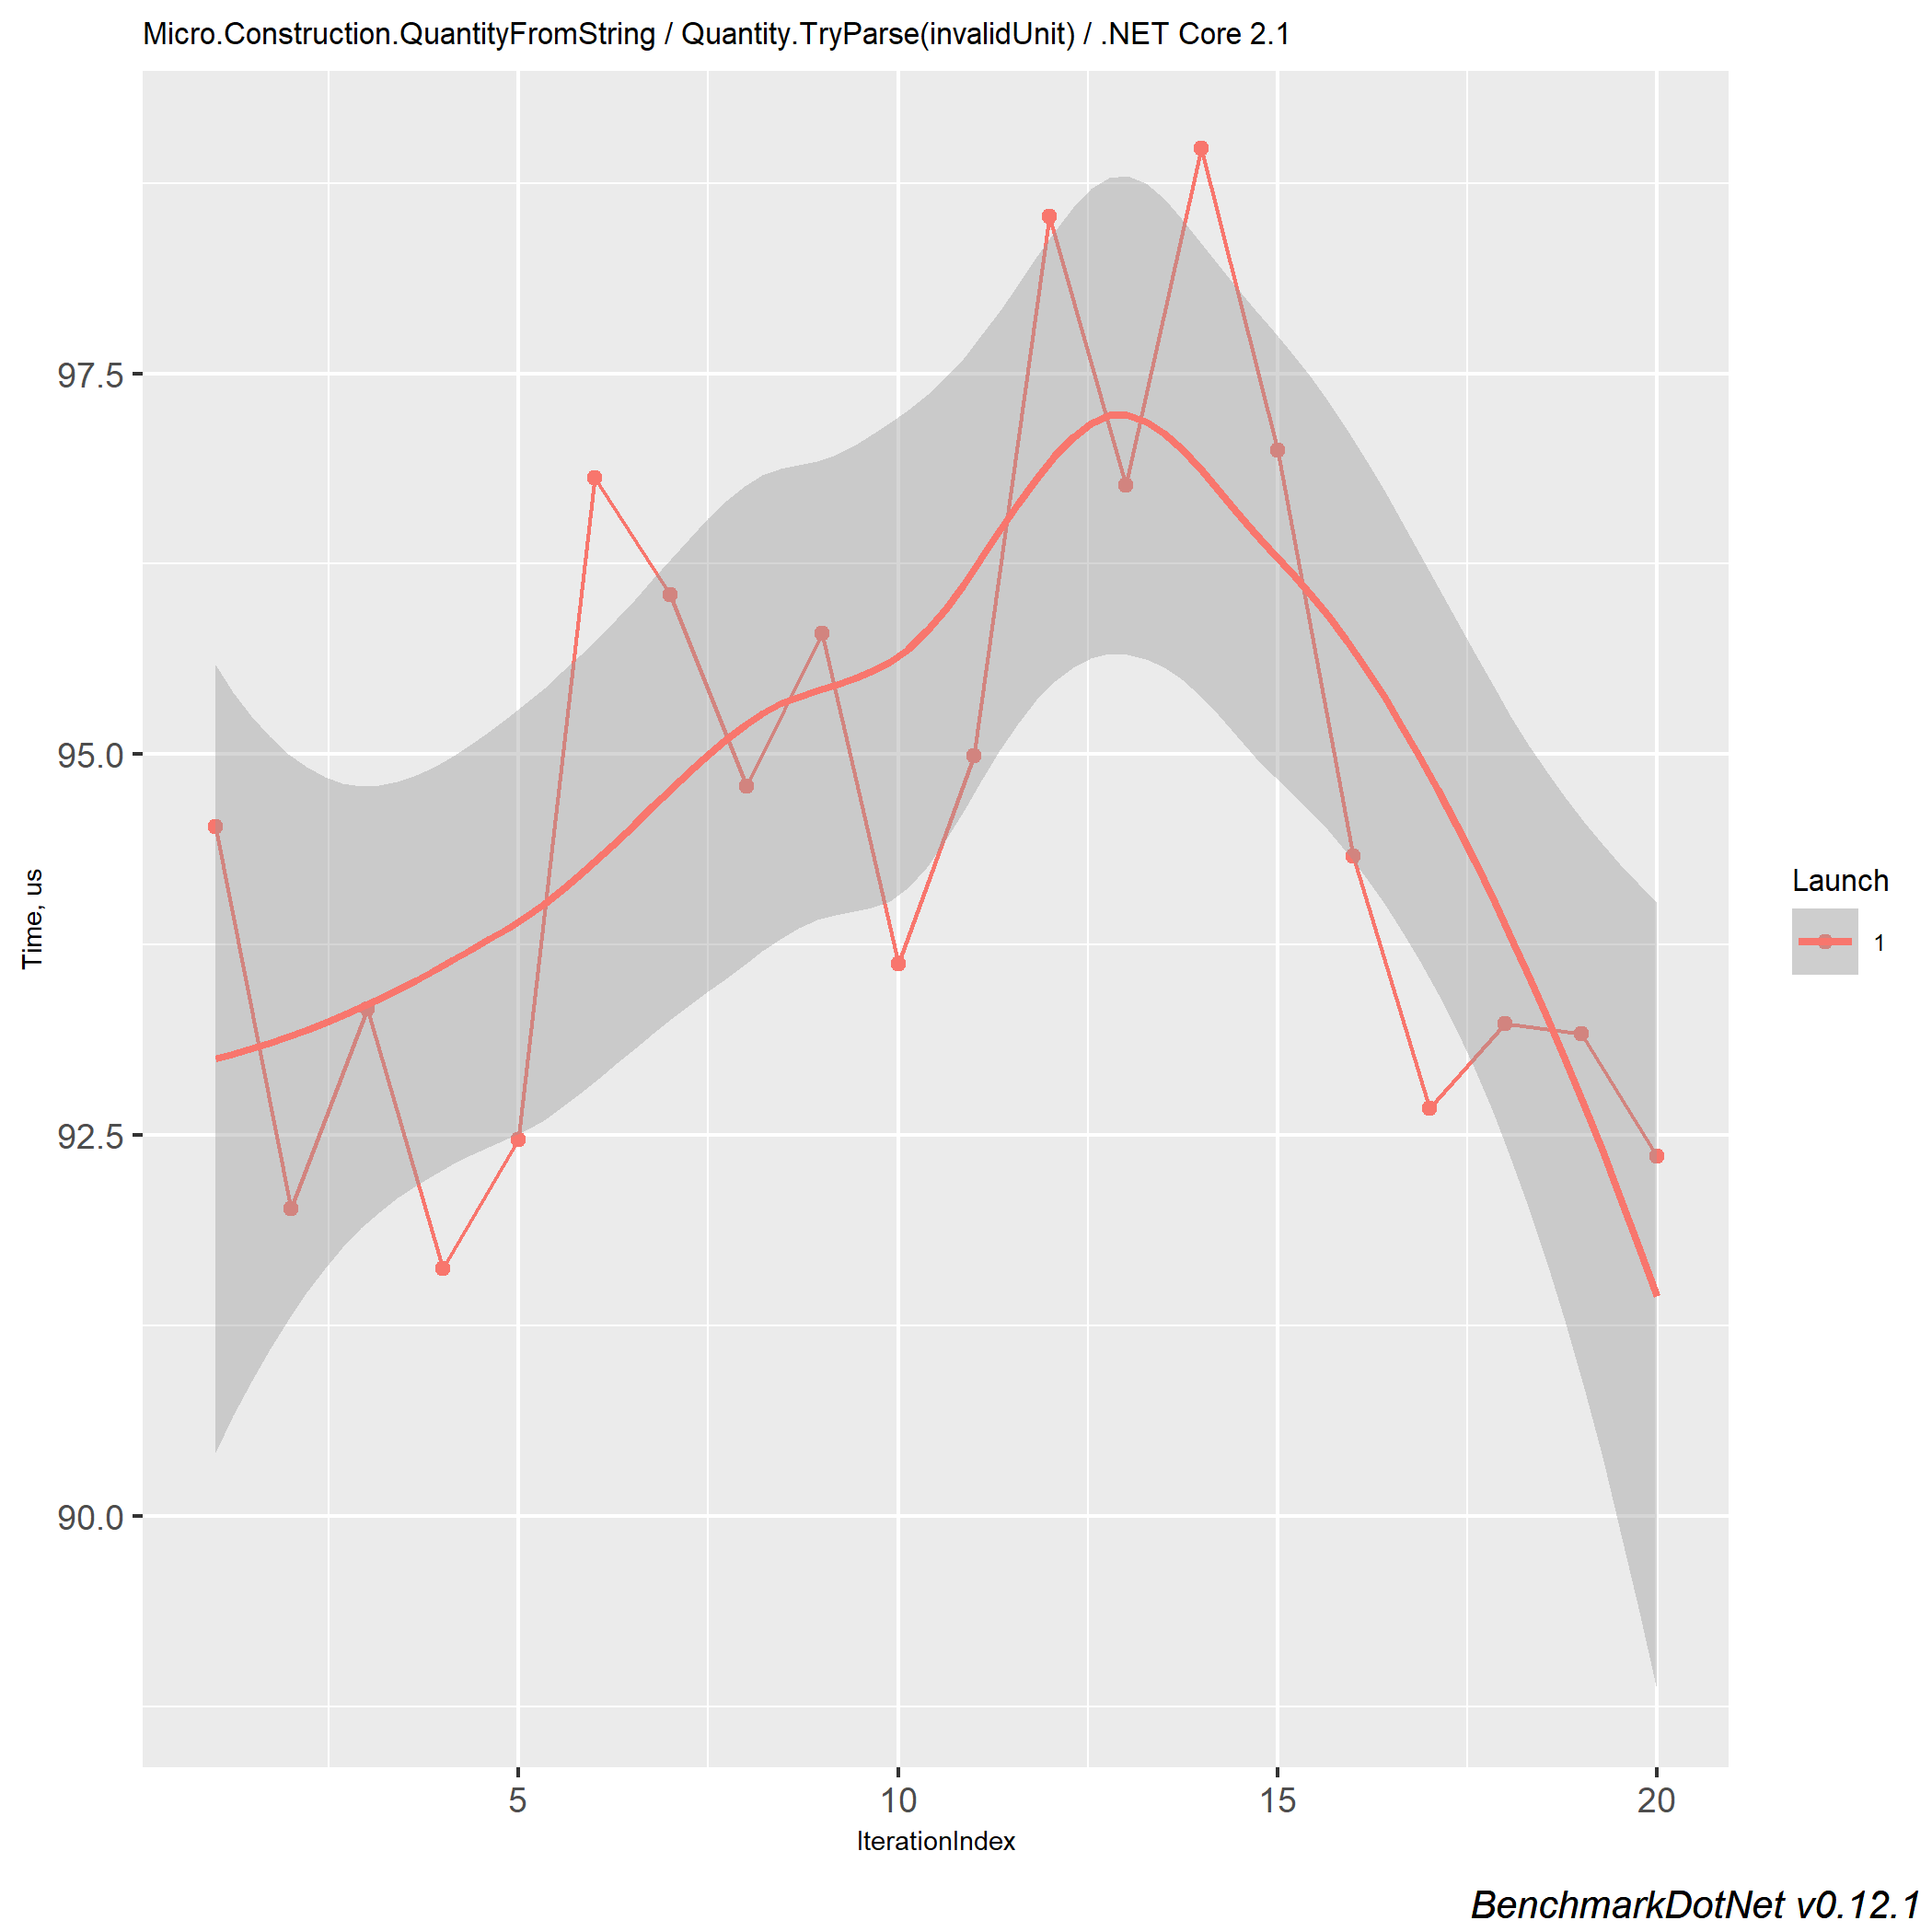 Micro.Construction.QuantityFromString / Quantity.TryParse(invalidUnit) / .NET Core 2.1
97.5
95.0
92.5
90.0
Time, us
5 10 15 20
IterationIndex
Launch
1
BenchmarkDotNet v0.12.1